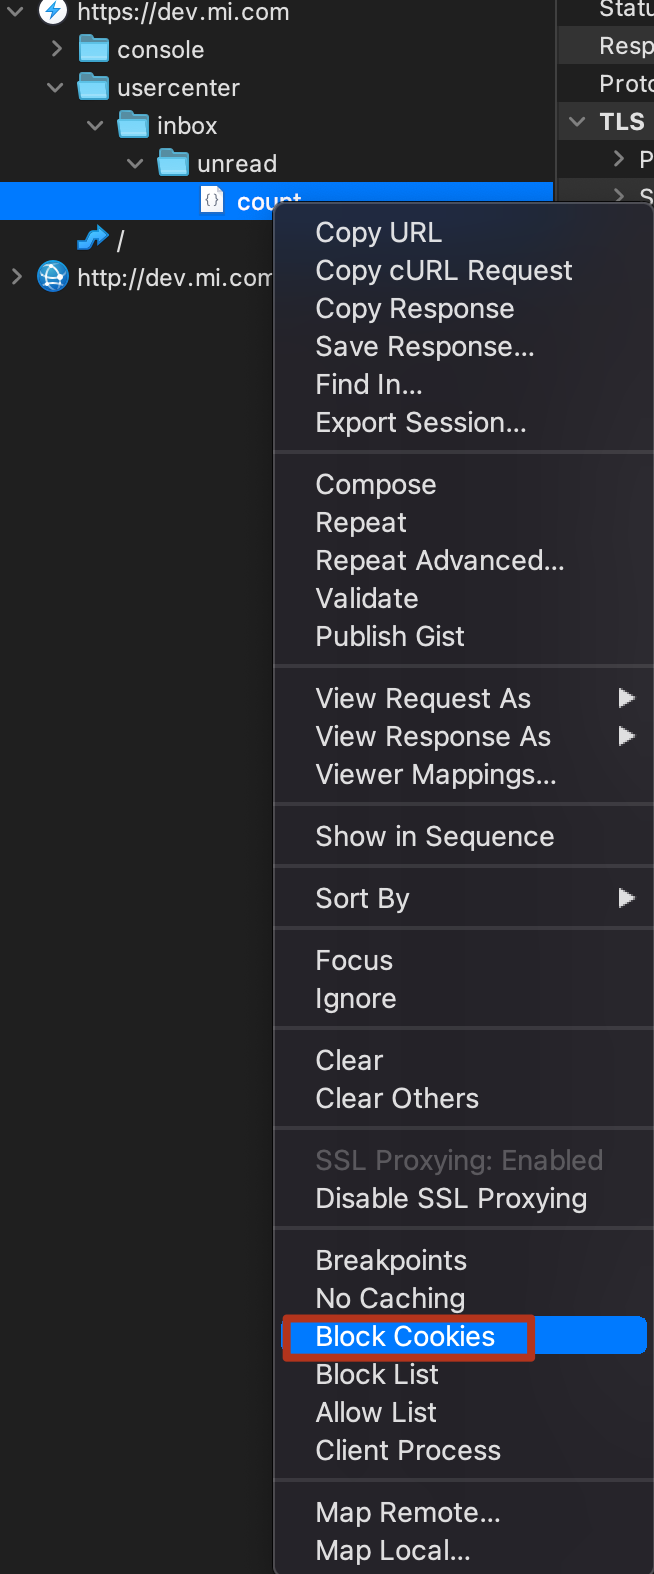 https://dev.mi.com
Statu
console
Resp
usercenter
Proto
inbox
TLS
unread
P
count
S
/
http://dev.mi.com
Copy URL
Copy cURL Request
Copy Response
Save Response...
Find In...
Export Session...
Compose
Repeat
Repeat Advanced...
Validate
Publish Gist
View Request As
View Response As
Viewer Mappings...
Show in Sequence
Sort By
Focus
Ignore
Clear
Clear Others
SSL Proxying: Enabled
Disable SSL Proxying
Breakpoints
No Caching
Block Cookies
Block List
Allow List
Client Process
Map Remote...
Map Local...